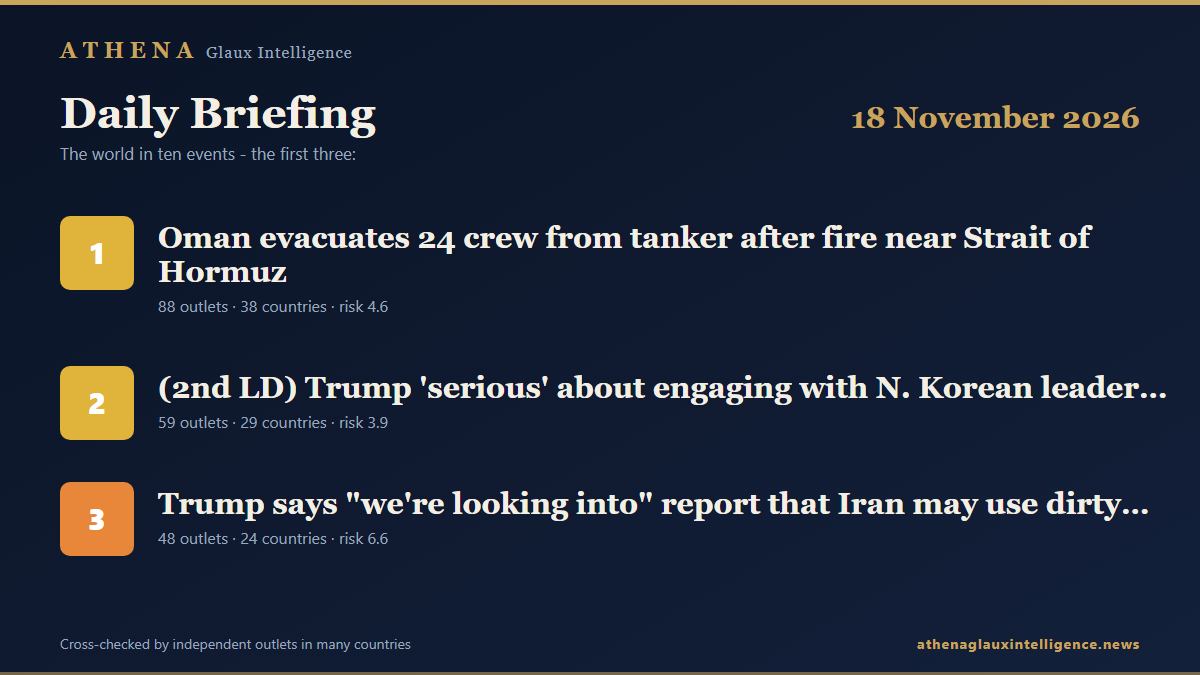 ATHENA Glaux Intelligence
Daily Briefing
18 November 2026
The world in ten events - the first three:
1
Oman evacuates 24 crew from tanker after fire near Strait of
Hormuz
88 outlets · 38 countries · risk 4.6
2
(2nd LD) Trump 'serious' about engaging with N. Korean leader...
59 outlets · 29 countries · risk 3.9
3
Trump says "we're looking into" report that Iran may use dirty...
48 outlets · 24 countries · risk 6.6
Cross-checked by independent outlets in many countries
athenaglauxintelligence.news